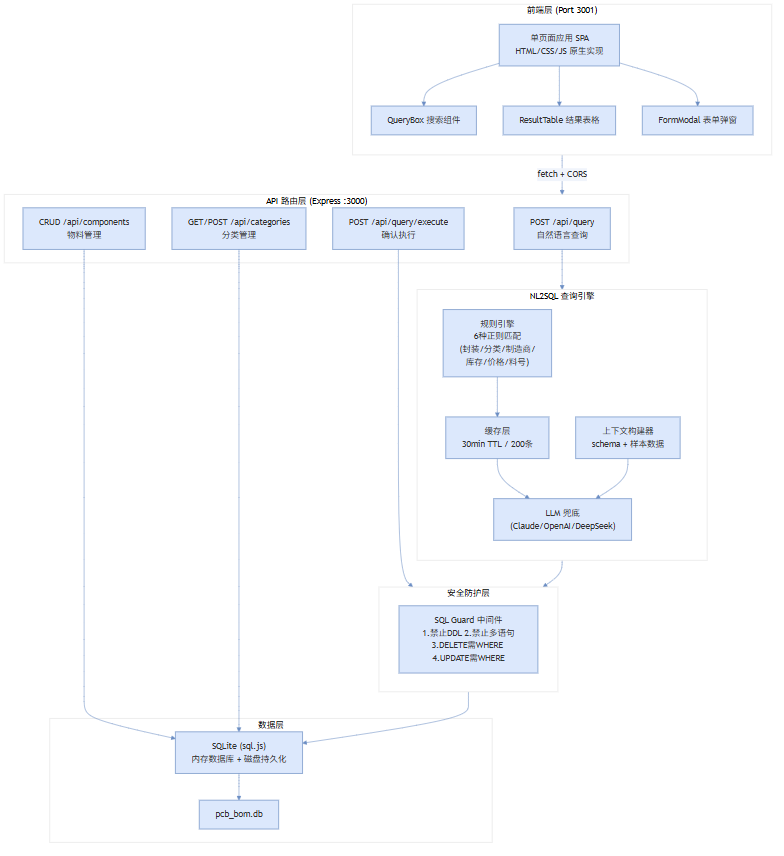 前端层 (Port 3001)
单页面应用 SPA
HTML/CSS/JS 原生实现
QueryBox 搜索组件
ResultTable 结果表格
FormModal 表单弹窗
fetch + CORS
API 路由层 (Express :3000)
CRUD /api/components
物料管理
GET/POST /api/categories
分类管理
POST /api/query/execute
确认执行
POST /api/query
自然语言查询
NL2SQL 查询引擎
规则引擎
6种正则匹配
(封装/分类/制造商/
库存/价格/料号)
缓存层
30min TTL / 200条
上下文构建器
schema + 样本数据
LLM 兜底
(Claude/OpenAI/DeepSeek)
安全防护层
SQL Guard 中间件
1.禁止DDL 2.禁止多语句
3.DELETE需WHERE
4.UPDATE需WHERE
数据层
SQLite (sql.js)
内存数据库 + 磁盘持久化
pcb_bom.db